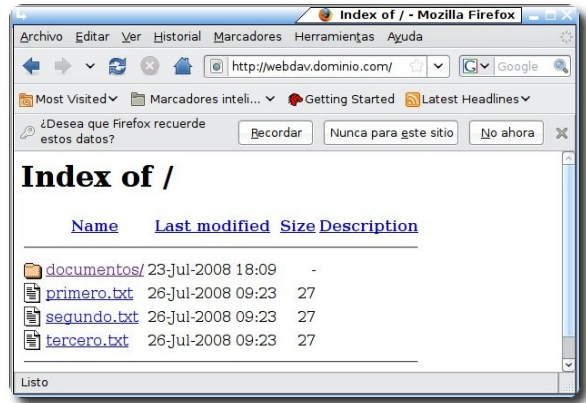 Index of / - Mozilla Firefox
Archivo Editar Ver Historial Marcadores Herramientas Ayuda
http://webdav.dominio.com/ G Google
Most Visited Marcadores inteli... Getting Started Latest Headlines
¿Desea que Firefox recuerde
estos datos?
Recordar Nunca para este sitio No ahora
Index of /
Name Last modified Size Description
documentos/ 23-Jul-2008 18:09 -
primero.txt 26-Jul-2008 09:23 27
segundo.txt 26-Jul-2008 09:23 27
tercero.txt 26-Jul-2008 09:23 27
Listo